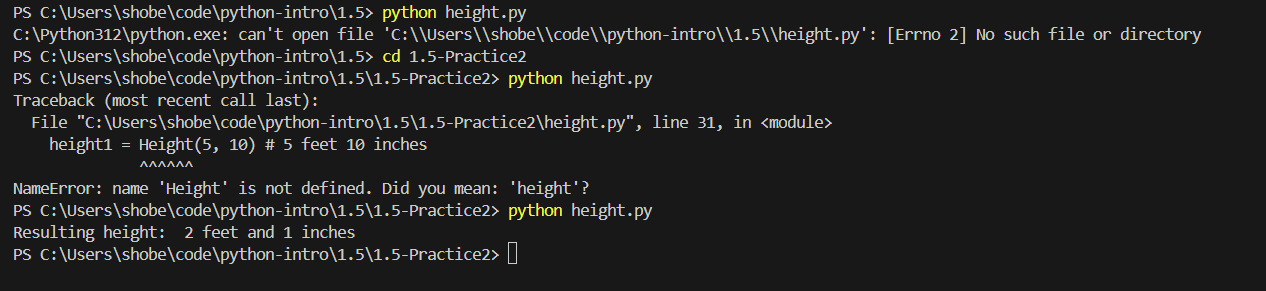 PS C:\Users\shobe\code\python-intro\1.5> python height.py
C:\Python312\python.exe: can't open file 'C:\\Users\\shobe\\code\\python-intro\\1.5\\height.py': [Errno 2] No such file or directory
PS C:\Users\shobe\code\python-intro\1.5> cd 1.5-Practice2
PS C:\Users\shobe\code\python-intro\1.5\1.5-Practice2> python height.py
Traceback (most recent call last):
  File "C:\Users\shobe\code\python-intro\1.5\1.5-Practice2\height.py", line 31, in <module>
    height1 = Height(5, 10) # 5 feet 10 inches
              ^^^^^^
NameError: name 'Height' is not defined. Did you mean: 'height'?
PS C:\Users\shobe\code\python-intro\1.5\1.5-Practice2> python height.py
Resulting height:  2 feet and 1 inches
PS C:\Users\shobe\code\python-intro\1.5\1.5-Practice2>